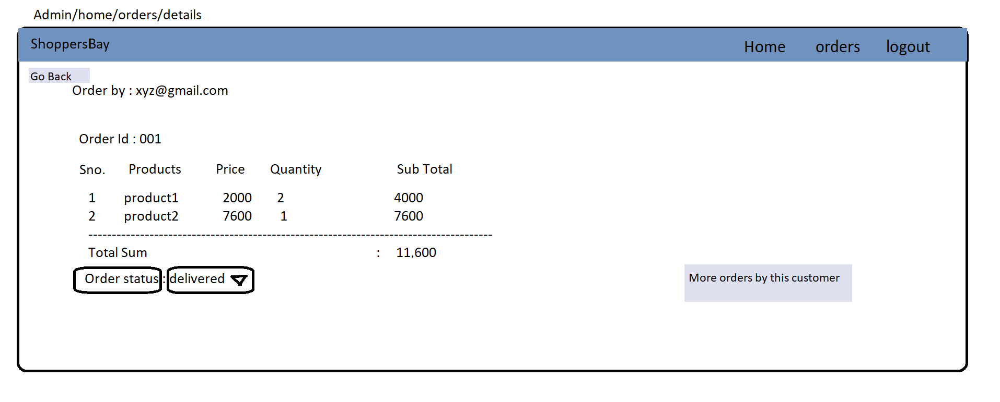 Admin/home/orders/details
ShoppersBay Home orders logout
Go Back
Order by : xyz@gmail.com
Order Id : 001
Sno. Products Price Quantity Sub Total
1 product1 2000 2 4000
2 product2 7600 1 7600
--------------------------------------------------------------------------------------
Total Sum : 11,600
Order status : delivered
More orders by this customer